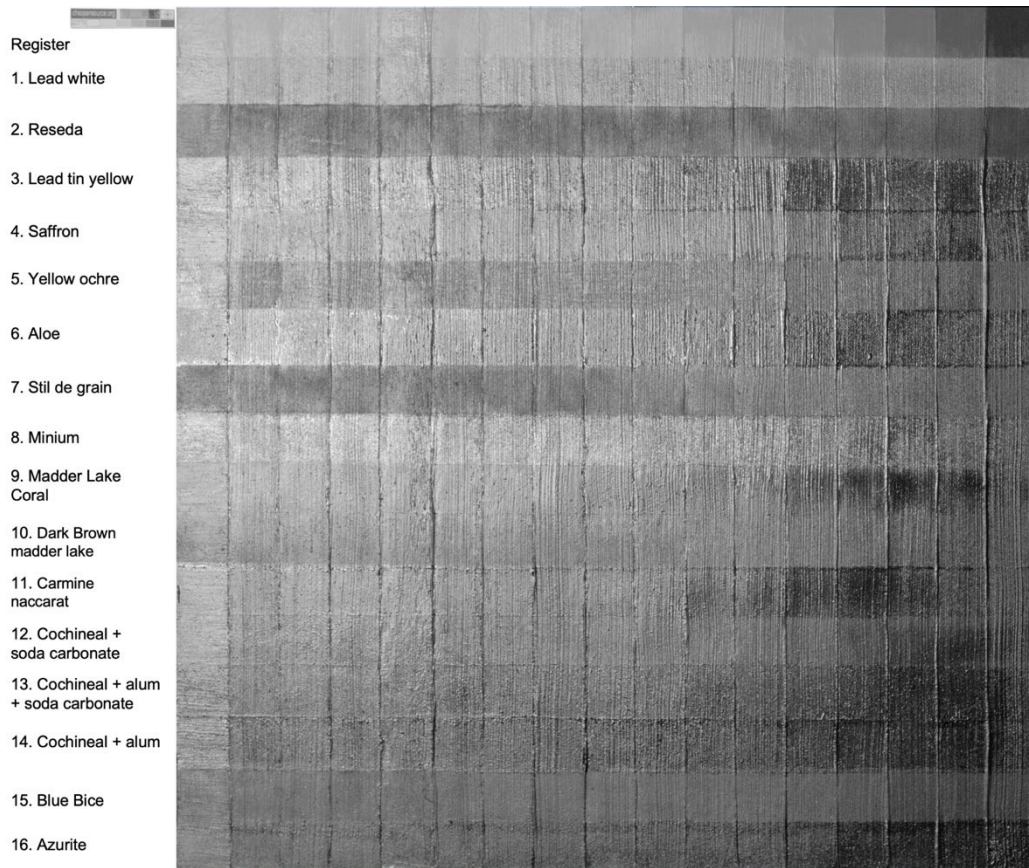 Register
1. Lead white
2. Reseda
3. Lead tin yellow
4. Saffron
5. Yellow ochre
6. Aloe
7. Stil de grain
8. Minium
9. Madder Lake
Coral
10. Dark Brown
madder lake
11. Carmine
naccarat
12. Cochineal +
soda carbonate
13. Cochineal + alum
+ soda carbonate
14. Cochineal + alum
15. Blue Bice
16. Azurite